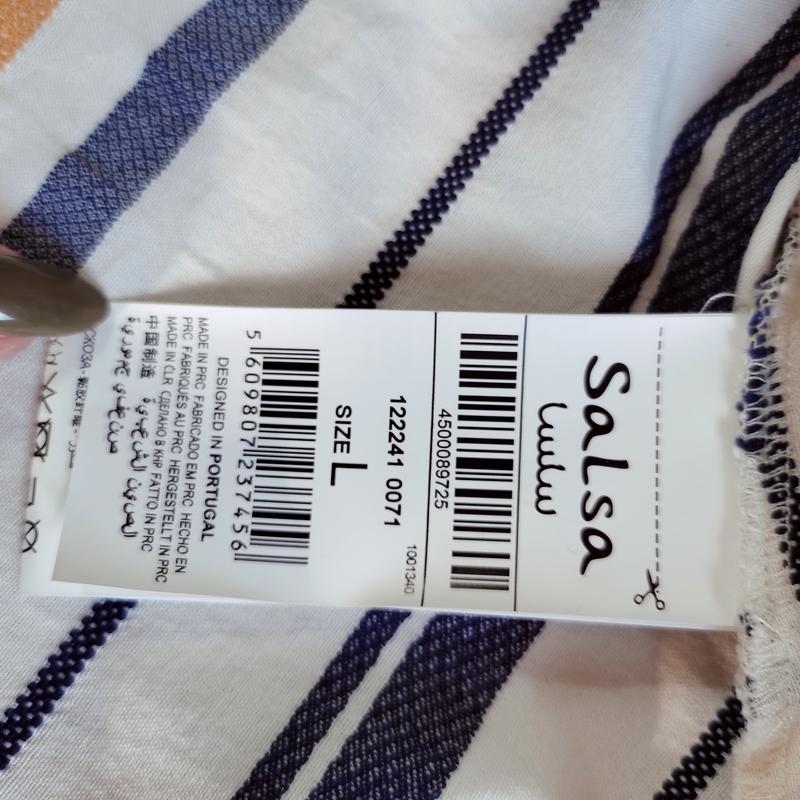 Salsa
سلسا
4500089725
122241 0071
1001340
SIZE L
5 609807 237456
DESIGNED IN PORTUGAL
MADE IN PRC FABRICADO EM PRC HECHO EN
PRC FABRIQUÉS AU PRC HERGESTELLT IN PRC
MADE IN ČLR СДЕЛАНО В КНР FATTO IN PRC
中国制造